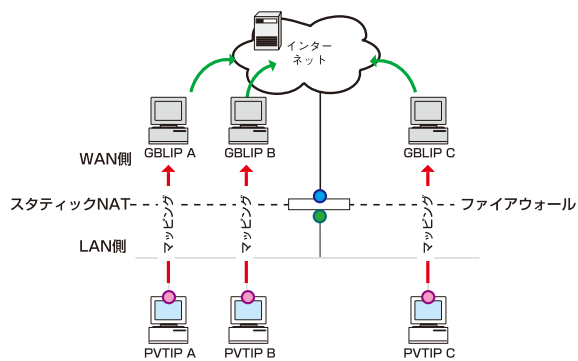 インター
ネット
GBLIP A
GBLIP B
GBLIP C
WAN側
スタティックNAT
マッピング
マッピング
マッピング
ファイアウォール
LAN側
PVTIP A
PVTIP B
PVTIP C